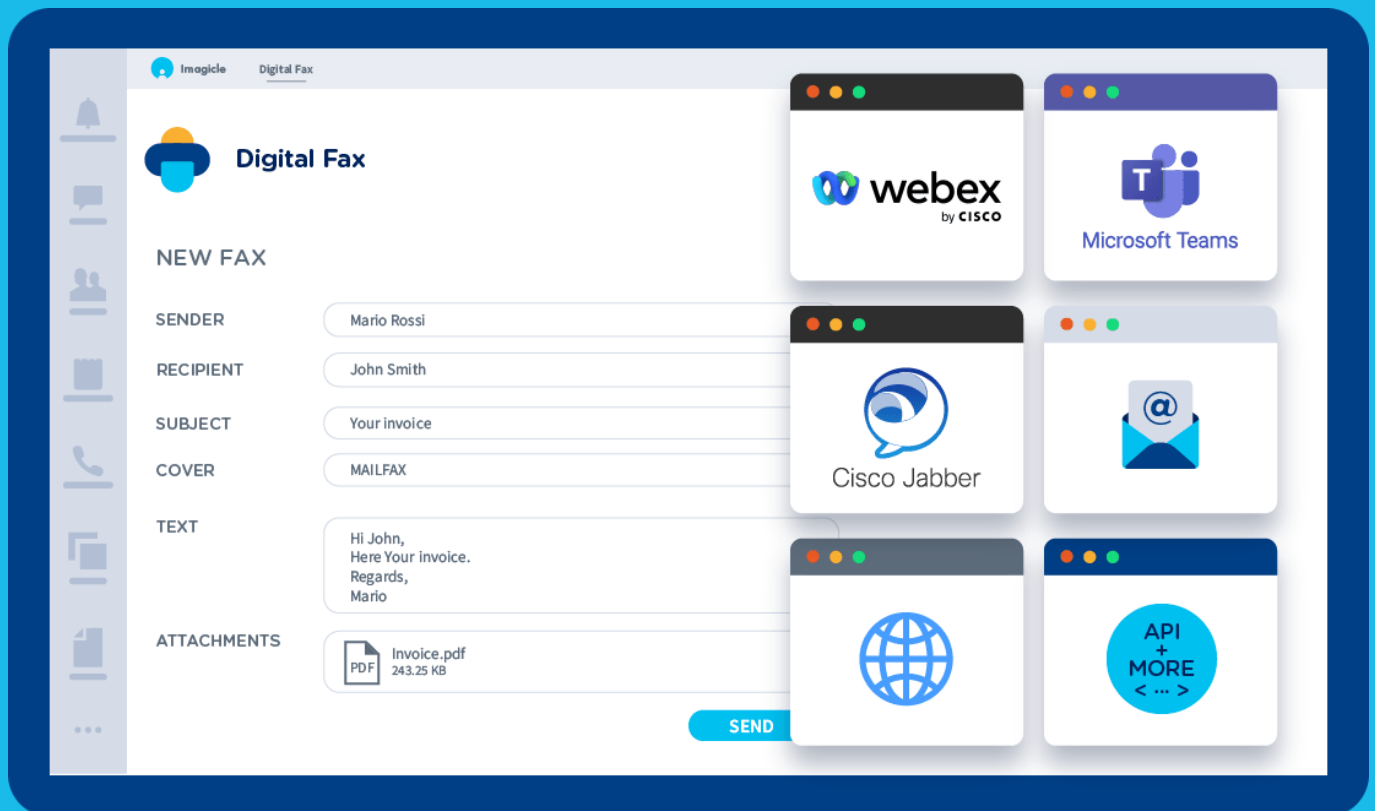 Imagicle
Digital Fax
Digital Fax
NEW FAX
SENDER
Mario Rossi
RECIPIENT
John Smith
SUBJECT
Your invoice
COVER
MAILFAX
TEXT
Hi John,
Here Your invoice.
Regards,
Mario
ATTACHMENTS
PDF
Invoice.pdf
243.25 KB
SEND
webex
by CISCO
T
Microsoft Teams
Cisco Jabber
@
API
+
MORE
< ... >